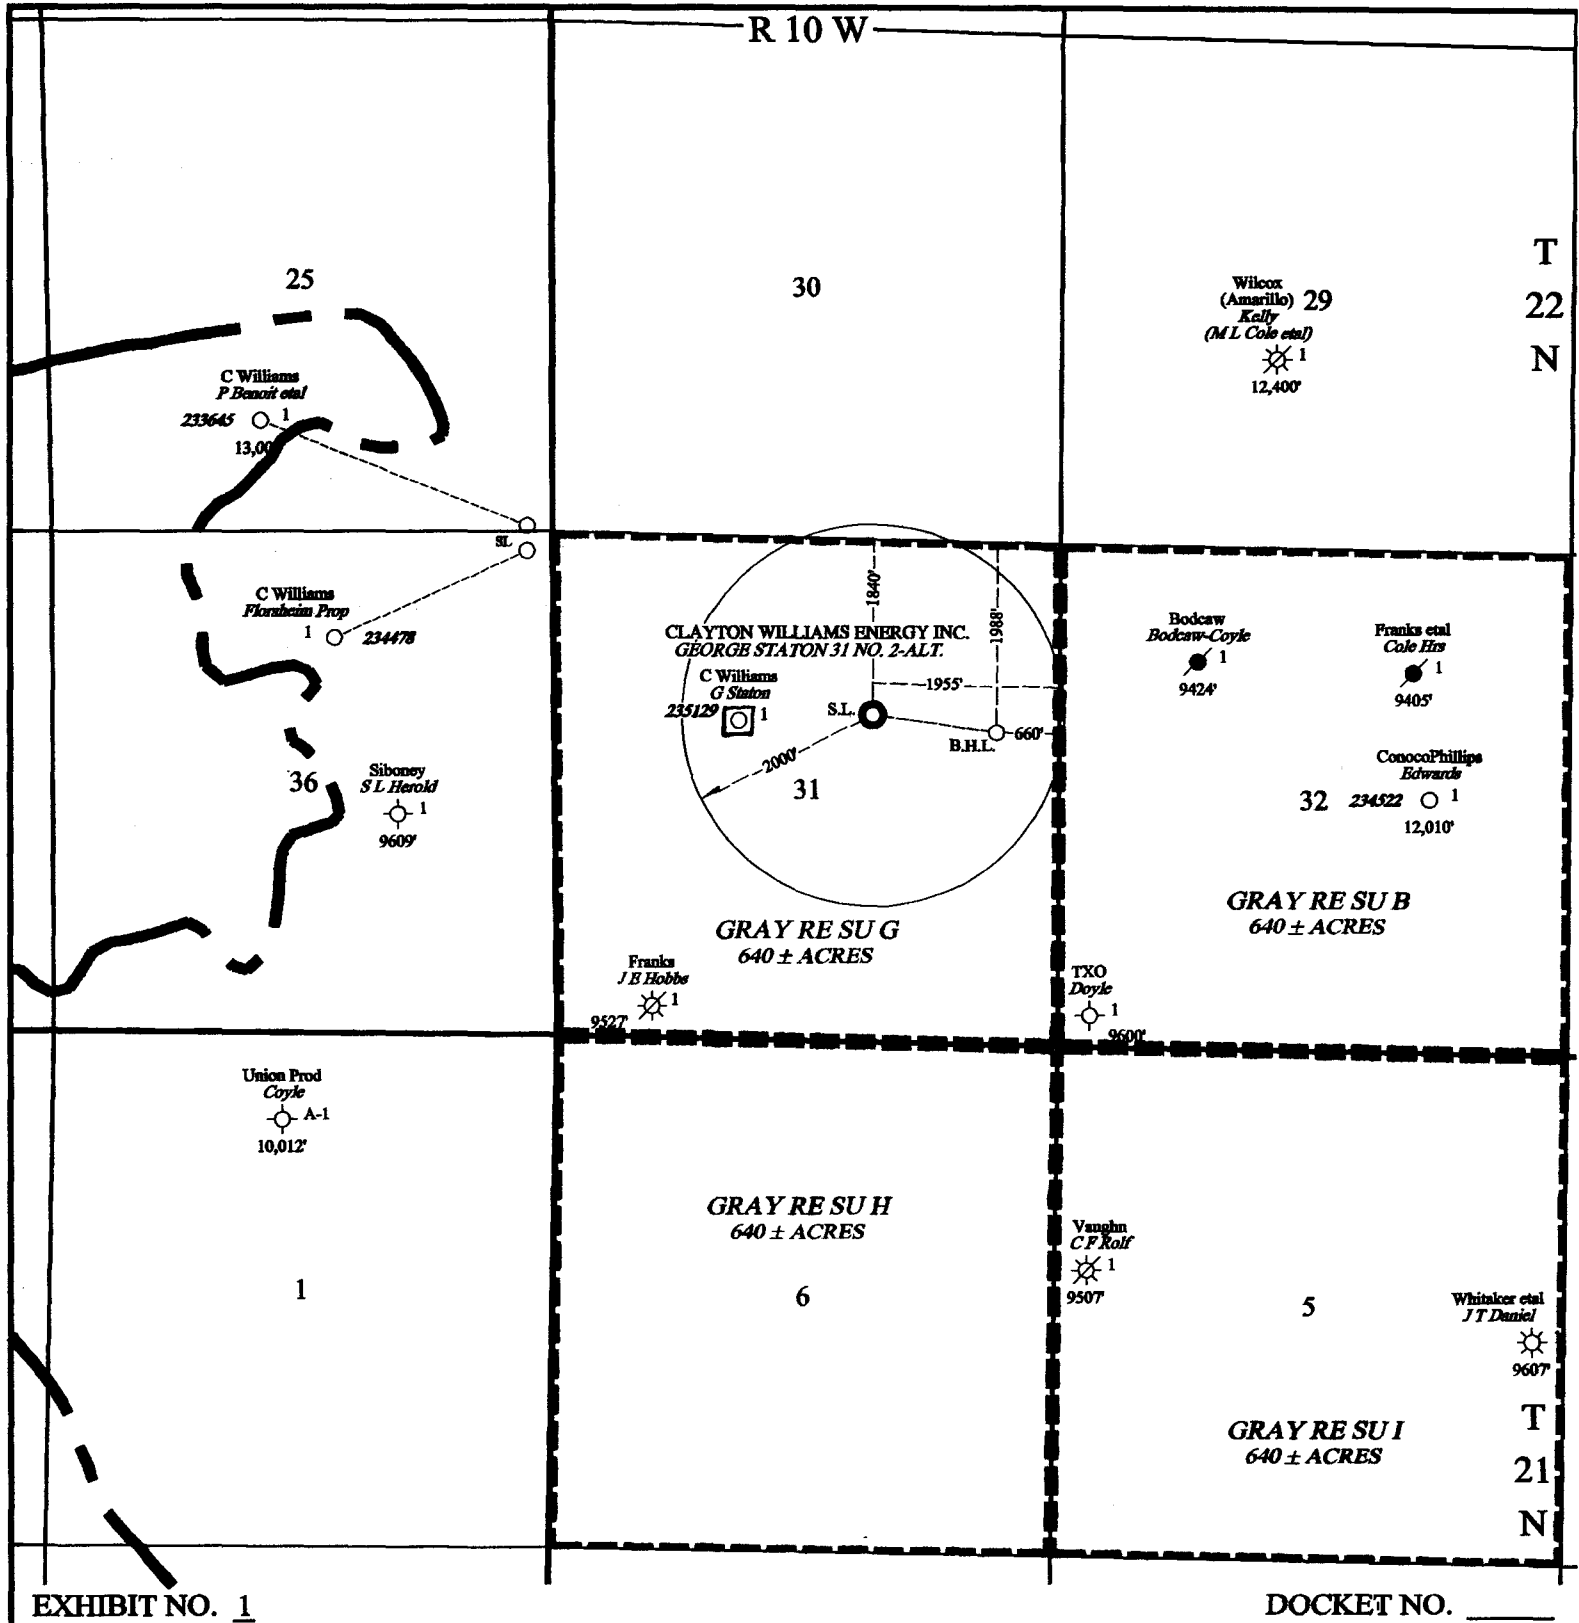 R 10 W
25
30
Wilcox
(Amarillo) 29
Kelly
(M L Cole etal)
1
12,400'
T
22
N
C Williams
P Benoit etal
233645 1
13,00
SL
C Williams
Florsheim Prop
1 234478
1840'
1988'
CLAYTON WILLIAMS ENERGY INC.
GEORGE STATON 31 NO. 2-ALT.
C Williams
G Staton
235129 1
1955'
S.L.
B.H.L.
660'
2000'
31
Bodcaw
Bodcaw-Coyle
1
9424'
Franks etal
Cole Hrs
1
9405'
ConocoPhillips
Edwards
32 234522 1
12,010'
36
Siboney
S L Herold
1
9609'
GRAY RE SU G
640 ± ACRES
GRAY RE SU B
640 ± ACRES
Franks
J E Hobbs
1
9527'
TXO
Doyle
1
9600'
Union Prod
Coyle
A-1
10,012'
GRAY RE SU H
640 ± ACRES
Vaughn
C F Rolf
1
9507'
1
6
5
Whitaker etal
J T Daniel
9607'
GRAY RE SU I
640 ± ACRES
T
21
N
EXHIBIT NO. 1
DOCKET NO.